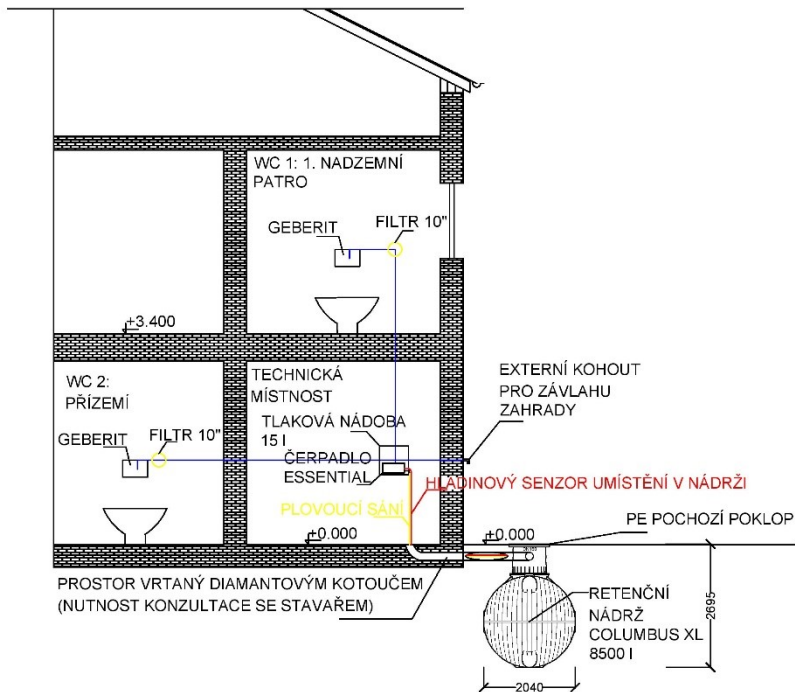 WC 1: 1. NADZEMNÍ
PATRO
GEBERIT
FILTR 10"
+3.400
WC 2:
PŘÍZEMÍ
GEBERIT
FILTR 10"
TECHNICKÁ
MÍSTNOST
TLAKOVÁ NÁDOBA
15 l
ČERPADLO
ESSENTIAL
EXTERNÍ KOHOUT
PRO ZÁVLAHU
ZAHRADY
HLADINOVÝ SENZOR UMÍSTĚNÍ V NÁDRŽI
PLOVOUCÍ SÁNÍ
+0.000
+0.000
PE POCHOZÍ POKLOP
PROSTOR VRTANÝ DIAMANTOVÝM KOTOUČEM
(NUTNOST KONZULTACE SE STAVAŘEM)
RETENČNÍ
NÁDRŽ
COLUMBUS XL
8500 l
2695
2040